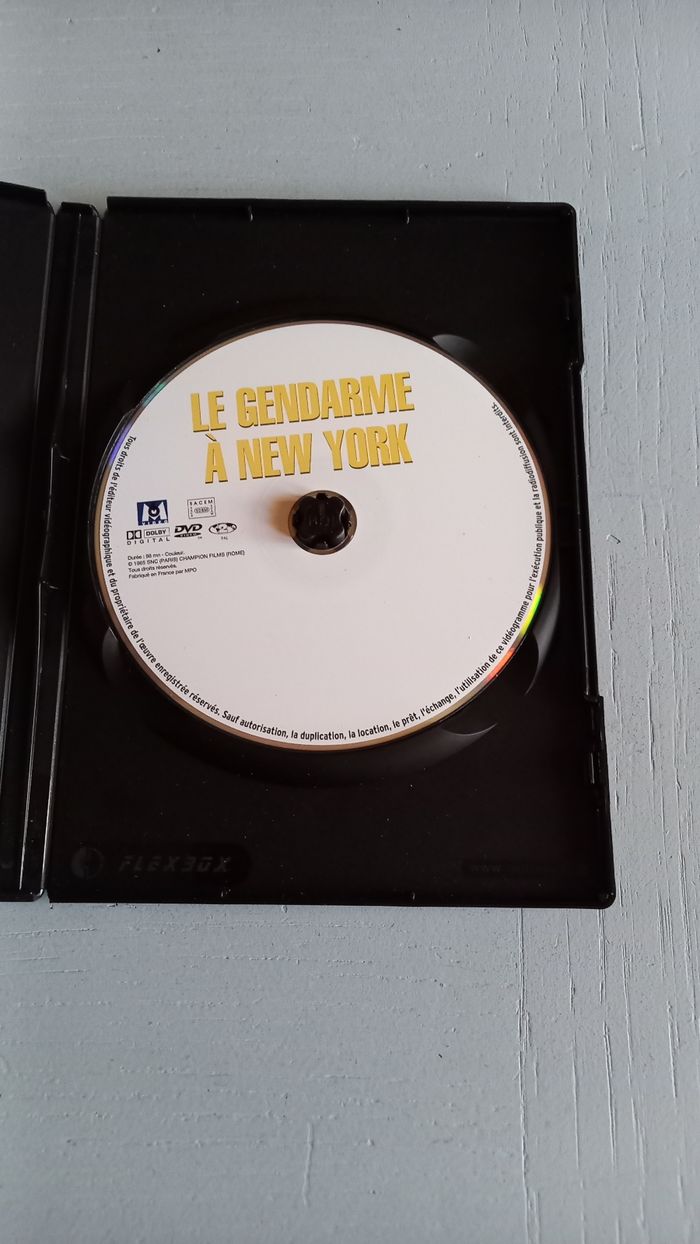 LE GENDARME
À NEW YORK
M6
VIDEO
SACEM
DOLBY
DIGITAL
DVD
VIDEO
PAL
Durée : 98 mn - Couleur.
© 1965 SNC (PARIS) CHAMPION FILMS (ROME)
Tous droits réservés.
Fabriqué en France par MPO
Tous droits de l'éditeur vidéographique et du propriétaire de l'œuvre enregistrée réservés. Sauf autorisation, la duplication, la location, le prêt, l'échange, l'utilisation de ce vidéogramme pour l'exécution publique et la radiodiffusion sont interdits.
FLEXBOX